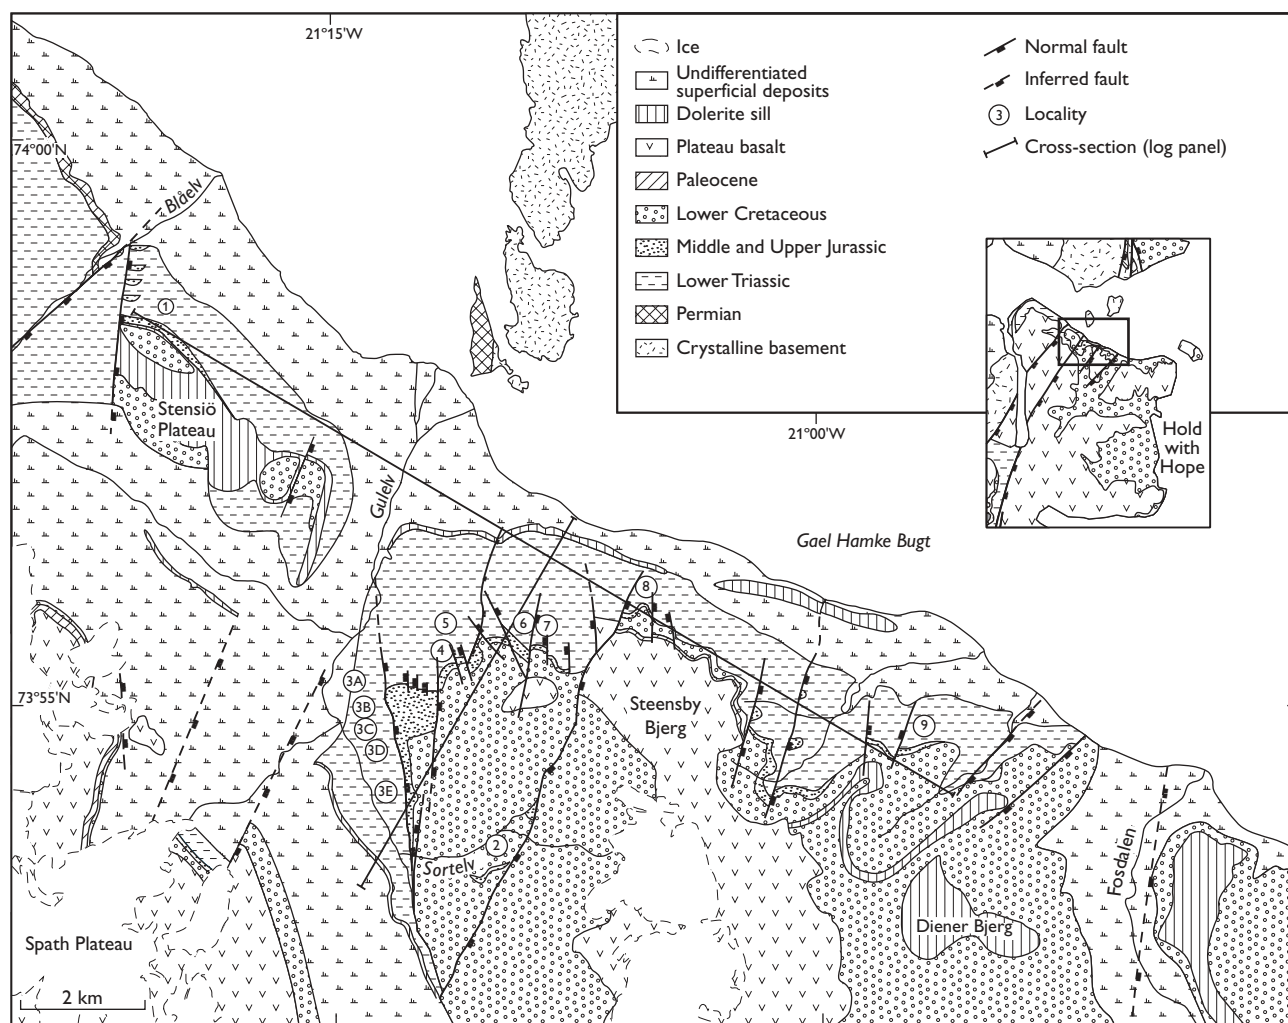 21°15'W
Ice
Undifferentiated
superficial deposits
Dolerite sill
Plateau basalt
Paleocene
Lower Cretaceous
Middle and Upper Jurassic
Lower Triassic
Permian
Crystalline basement
Normal fault
Inferred fault
3
Locality
Cross-section (log panel)
74°00'N
Blåelv
1
Stensiö
Plateau
21°00'W
Hold
with
Hope
Gulelv
Gael Hamke Bugt
8
5
6
7
4
3A
73°55'N
3B
Steensby
Bjerg
3C
9
3D
3E
2
Sortelv
Fosdalen
Diener Bjerg
Spath Plateau
2 km